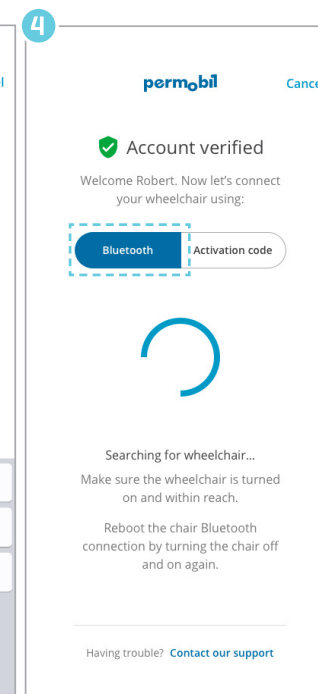 4
permobil
Cance
Account verified
Welcome Robert. Now let’s connect
your wheelchair using:
Bluetooth
Activation code
Searching for wheelchair...
Make sure the wheelchair is turned
on and within reach.
Reboot the chair Bluetooth
connection by turning the chair off
and on again.
Having trouble? Contact our support